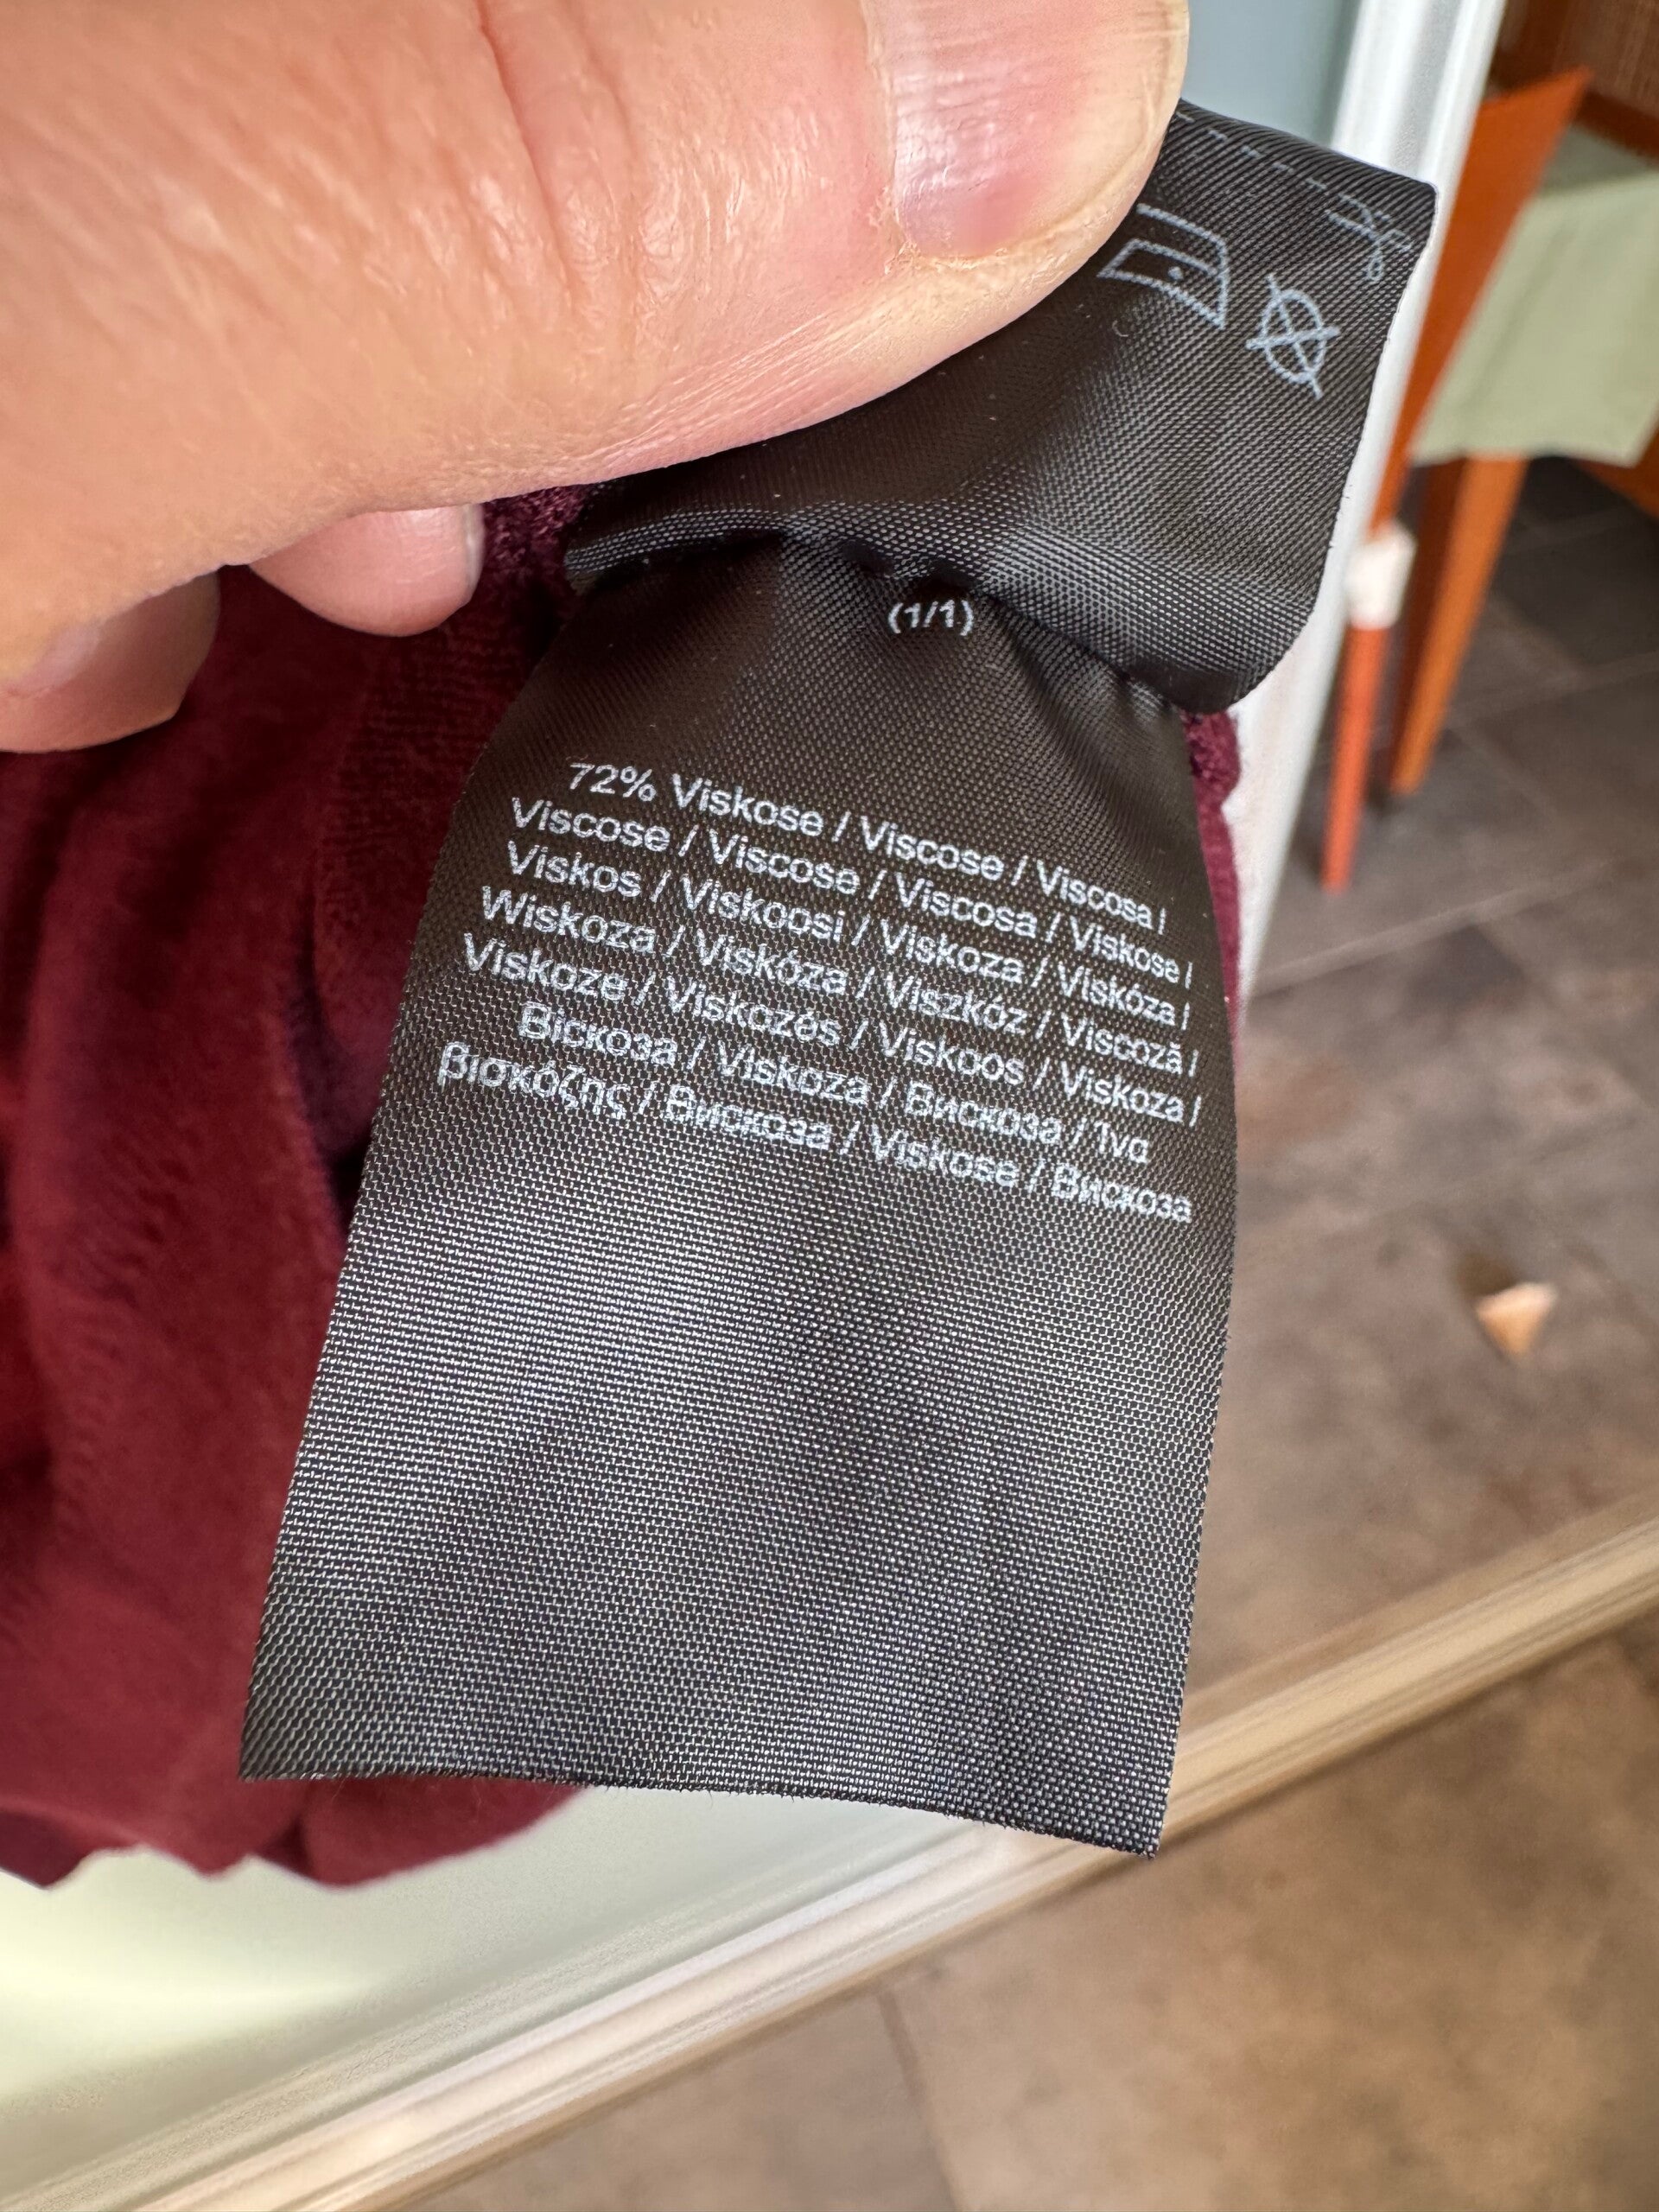 (1/1)
72% Viskose / Viscose / Viscosa /
Viscose / Viscose / Viscosa / Viskose /
Viskos / Viskoosi / Viskoza / Viskóza /
Wiskoza / Viskóza / Viszkóz / Viscoză /
Viskoze / Viskozės / Viskoos / Viskoza /
Віскоза / Viskoza / Вискоза / Ίνα
βισκόζης / Вискоза / Viskose / Вискоза